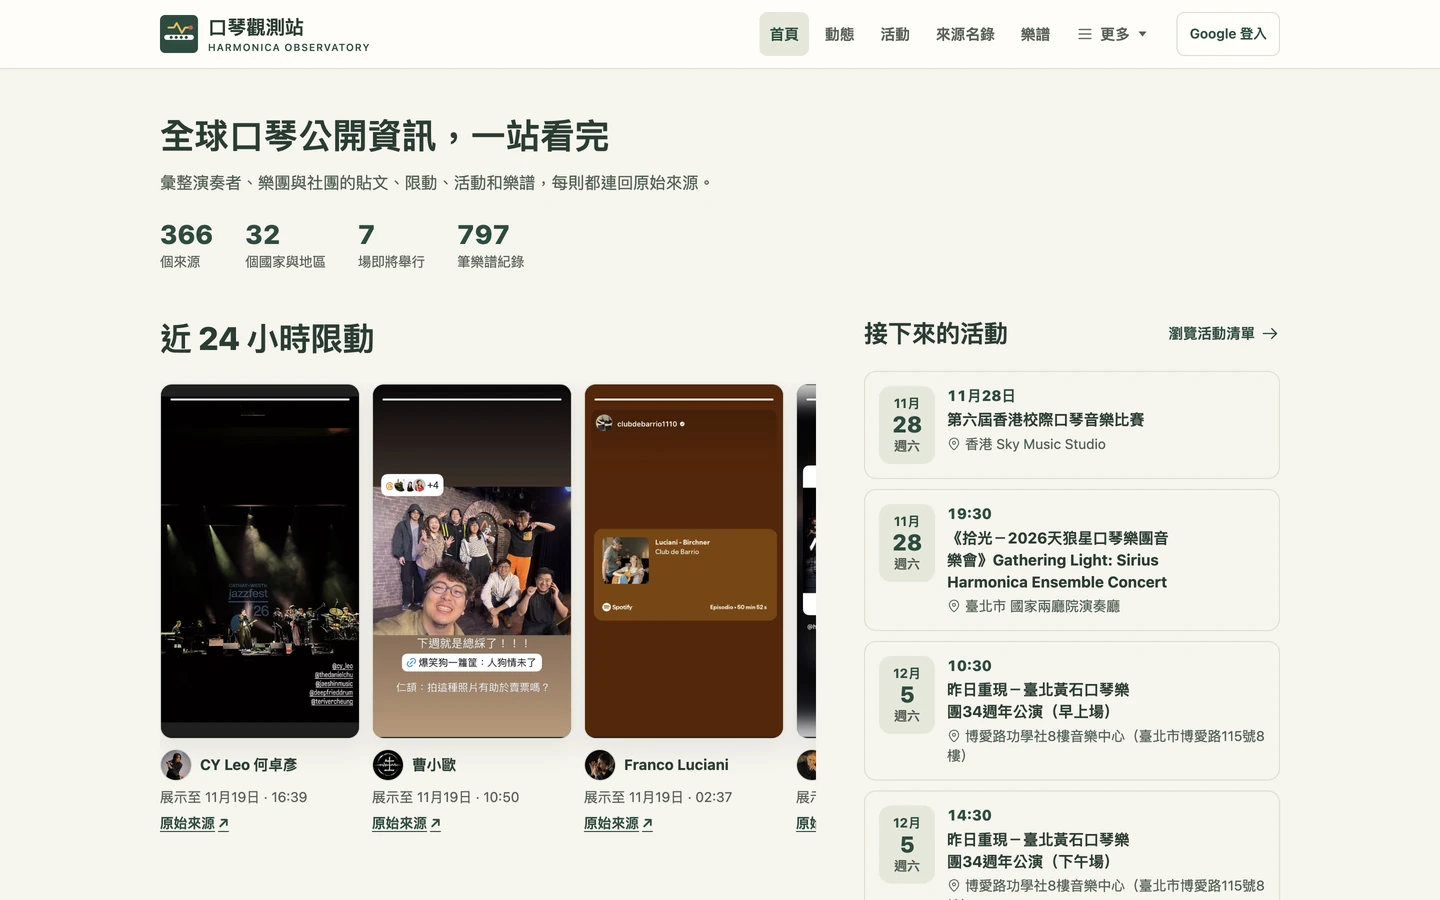 口琴觀測站
HARMONICA OBSERVATORY
首頁
動態
活動
來源名錄
樂譜
更多
Google 登入
全球口琴公開資訊，一站看完
彙整演奏者、樂團與社團的貼文、限動、活動和樂譜，每則都連回原始來源。
366
個來源
32
個國家與地區
7
場即將舉行
797
筆樂譜紀錄
近 24 小時限動
jazzfest
26
@cy_leo
@thedanielchu
@jaeshinmusic
@deepfrieddrum
@terivercheung
CY Leo 何卓彥
展示至 11月19日 · 16:39
原始來源
+4
下週就是總綵了！！！
爆笑狗一籮筐：人狗情未了
仁頡：拍這種照片有助於賣票嗎？
曹小歐
展示至 11月19日 · 10:50
原始來源
clubdebarrio1110
Luciani - Birchner
Club de Barrio
Spotify
Episodio • 50 min 52 s
Franco Luciani
展示至 11月19日 · 02:37
原始來源
展
原始
接下來的活動
瀏覽活動清單
11月
28
週六
11月28日
第六屆香港校際口琴音樂比賽
香港 Sky Music Studio
11月
28
週六
19:30
《拾光－2026天狼星口琴樂團音
樂會》Gathering Light: Sirius
Harmonica Ensemble Concert
臺北市 國家兩廳院演奏廳
12月
5
週六
10:30
昨日重現－臺北黃石口琴樂
團34週年公演（早上場）
博愛路功學社8樓音樂中心（臺北市博愛路115號8
樓）
12月
5
週六
14:30
昨日重現－臺北黃石口琴樂
團34週年公演（下午場）
博愛路功學社8樓音樂中心（臺北市博愛路115號8